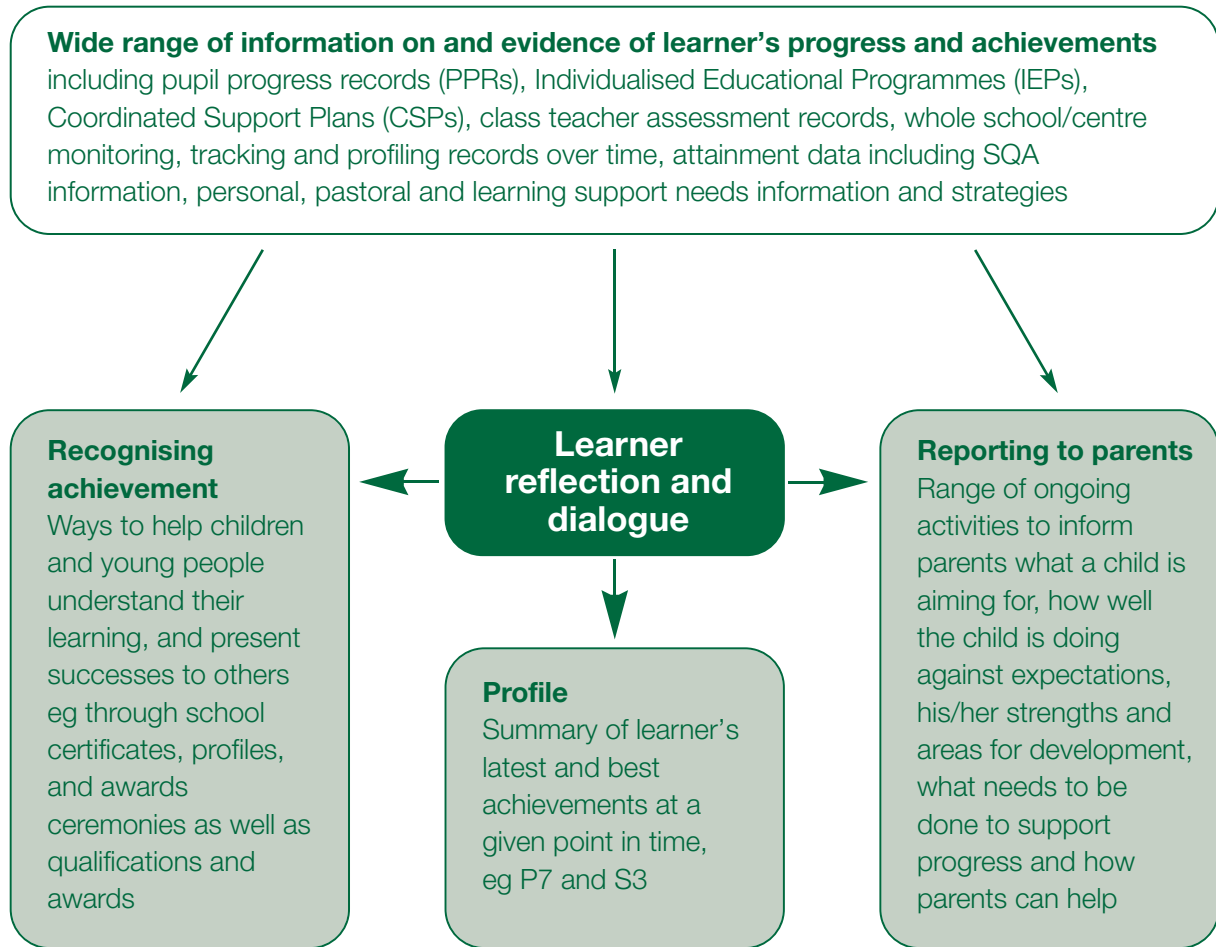 Wide range of information on and evidence of learner’s progress and achievements
including pupil progress records (PPRs), Individualised Educational Programmes (IEPs),
Coordinated Support Plans (CSPs), class teacher assessment records, whole school/centre
monitoring, tracking and profiling records over time, attainment data including SQA
information, personal, pastoral and learning support needs information and strategies
Recognising
achievement
Ways to help children
and young people
understand their
learning, and present
successes to others
eg through school
certificates, profiles,
and awards
ceremonies as well as
qualifications and
awards
Learner
reflection and
dialogue
Profile
Summary of learner’s
latest and best
achievements at a
given point in time,
eg P7 and S3
Reporting to parents
Range of ongoing
activities to inform
parents what a child is
aiming for, how well
the child is doing
against expectations,
his/her strengths and
areas for development,
what needs to be
done to support
progress and how
parents can help